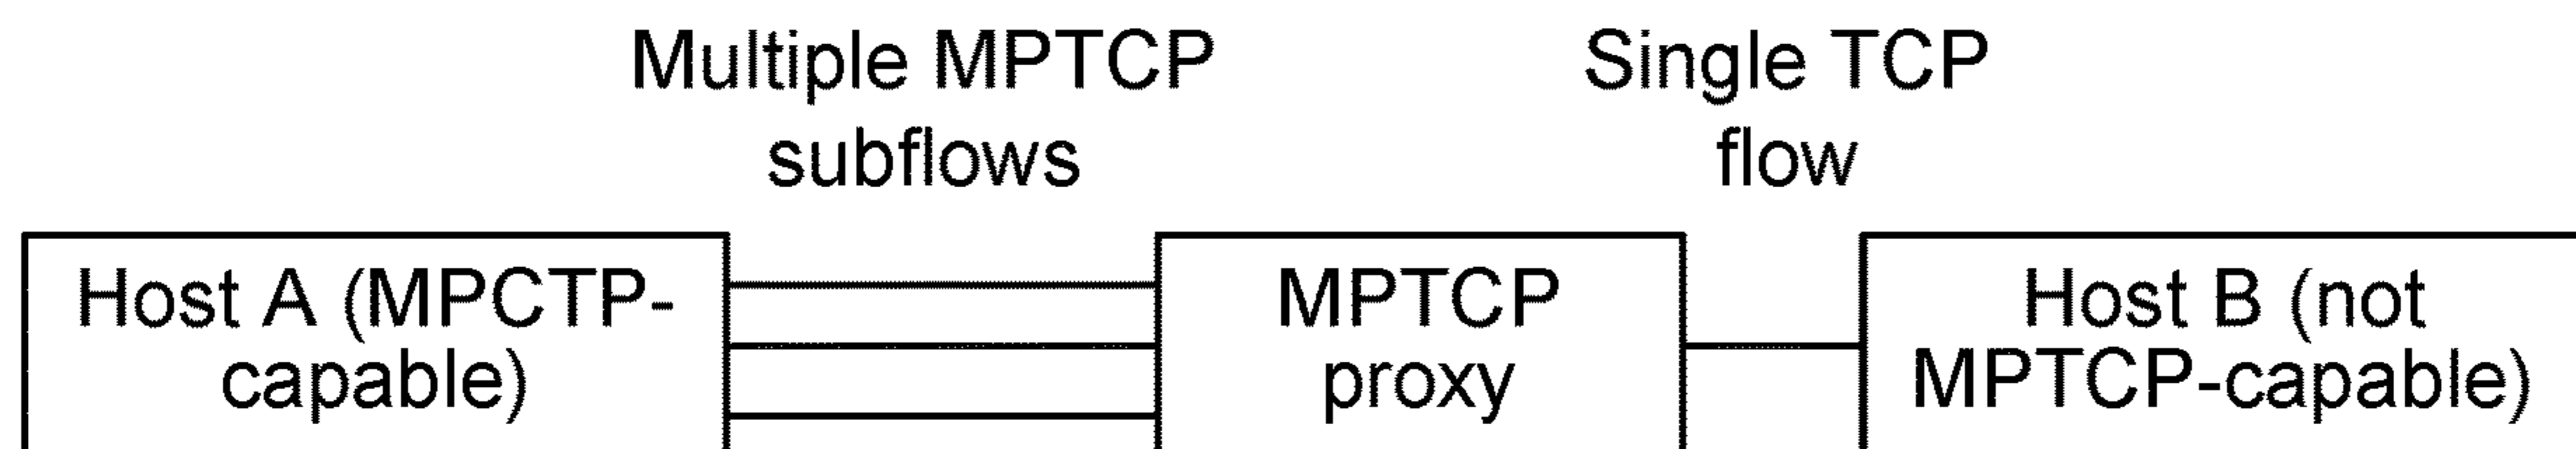 Multiple MPTCP
subflows
Single TCP
flow
Host A (MPCTP-
capable)
MPTCP
proxy
Host B (not
MPTCP-capable)